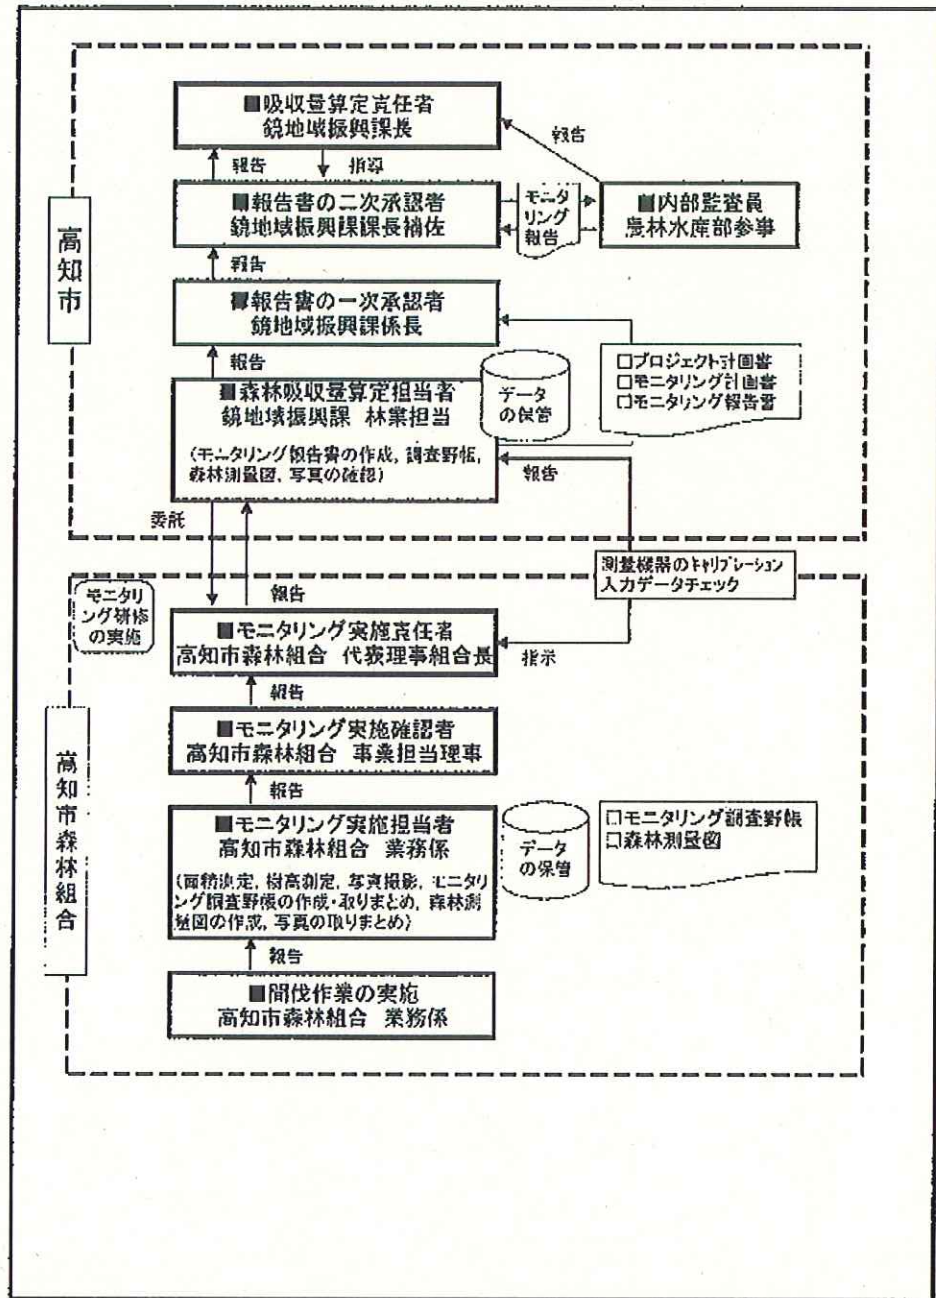 ■吸収量算定責任者
鏡地域振興課長
報告
指導
報告
■報告書の二次承認者
鏡地域振興課課長補佐
モニタ
リング
報告
■内部監査員
農林水産部参事
高知市
報告
■報告書の一次承認者
鏡地域振興課係長
報告
■森林吸収量算定担当者
鏡地域振興課 林業担当
(モニタリング報告書の作成, 調査野帳,
森林測量図, 写真の確認)
データ
の保管
□プロジェクト計画書
□モニタリング計画書
□モニタリング報告書
報告
委託
報告
測量機器のキャリブレーション
入力データチェック
モニタリ
ング研修
の実施
■モニタリング実施責任者
高知市森林組合 代表理事組合長
指示
報告
■モニタリング実施確認者
高知市森林組合 事業担当理事
高知市森林組合
報告
■モニタリング実施担当者
高知市森林組合 業務係
(面積測定, 樹高測定, 写真撮影, モニタリ
ング調査野帳の作成・取りまとめ, 森林測
量図の作成, 写真の取りまとめ)
データ
の保管
□モニタリング調査野帳
□森林測量図
報告
■間伐作業の実施
高知市森林組合 業務係